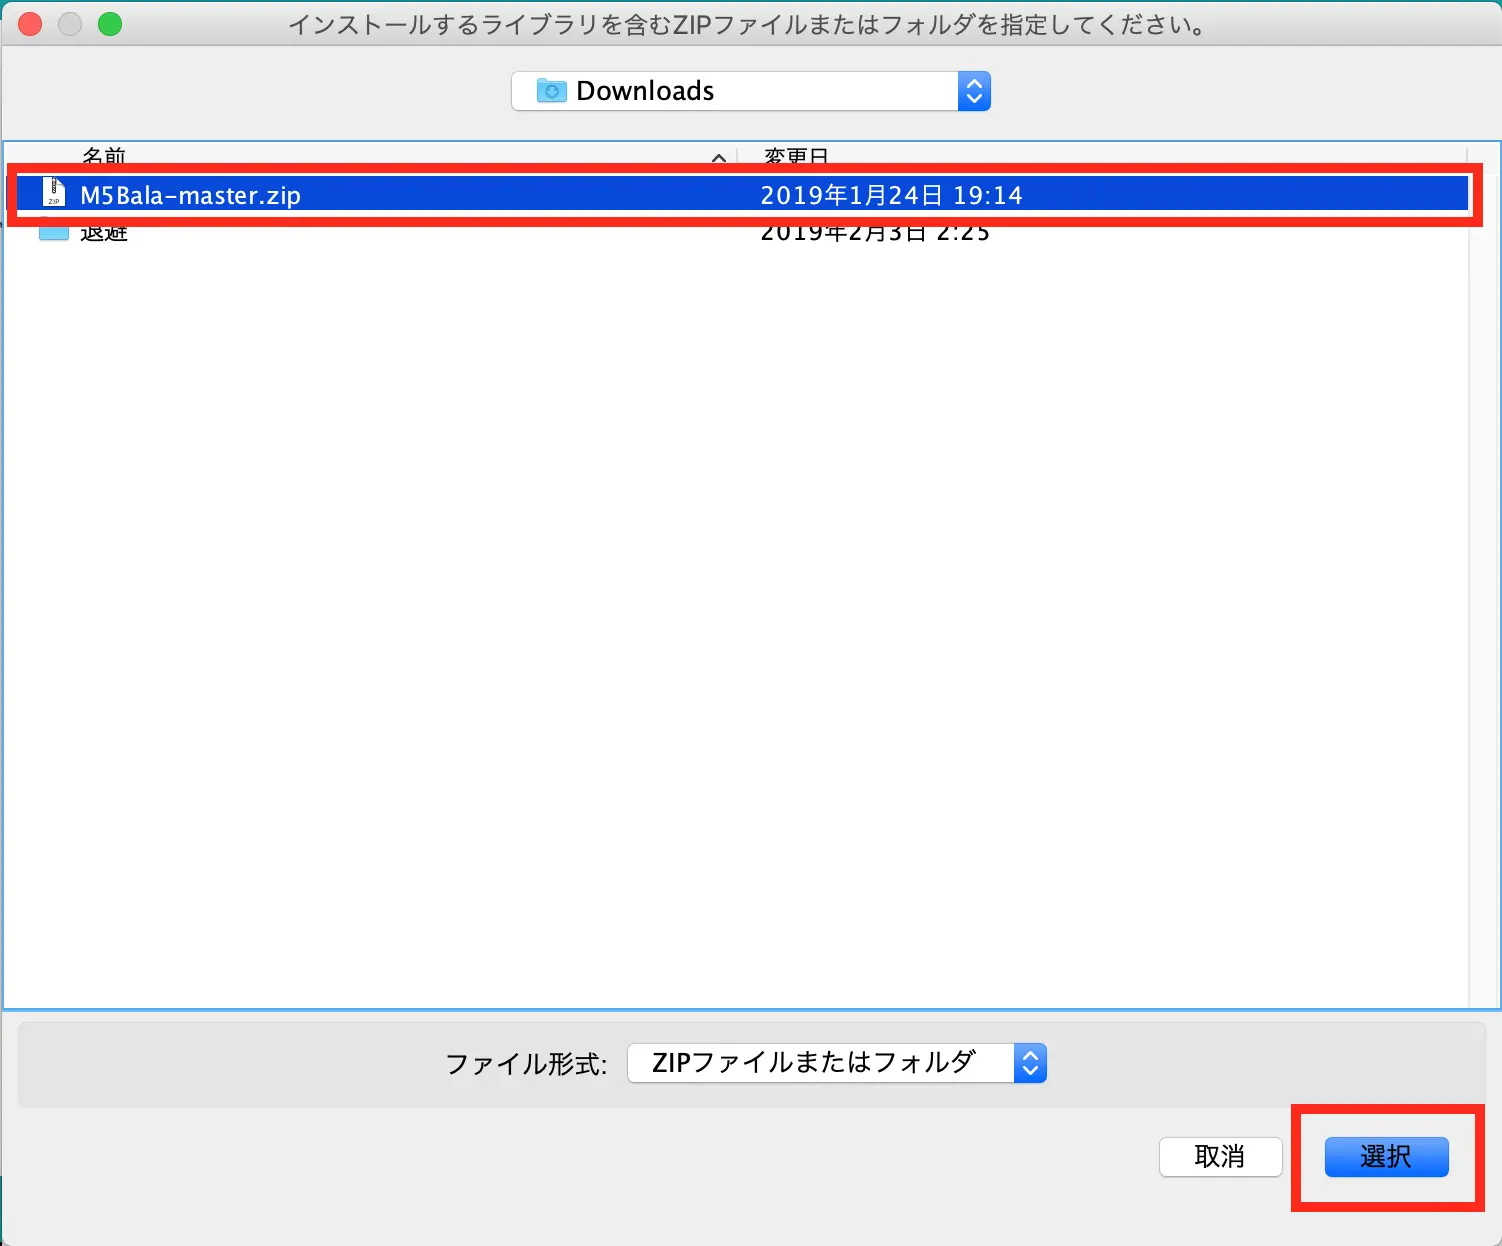 インストールするライブラリを含むZIPファイルまたはフォルダを指定してください。
Downloads
名前 変更日
ZIP M5Bala-master.zip 2019年1月24日 19:14
退避 2019年2月3日 2:25
ファイル形式: ZIPファイルまたはフォルダ
取消 選択